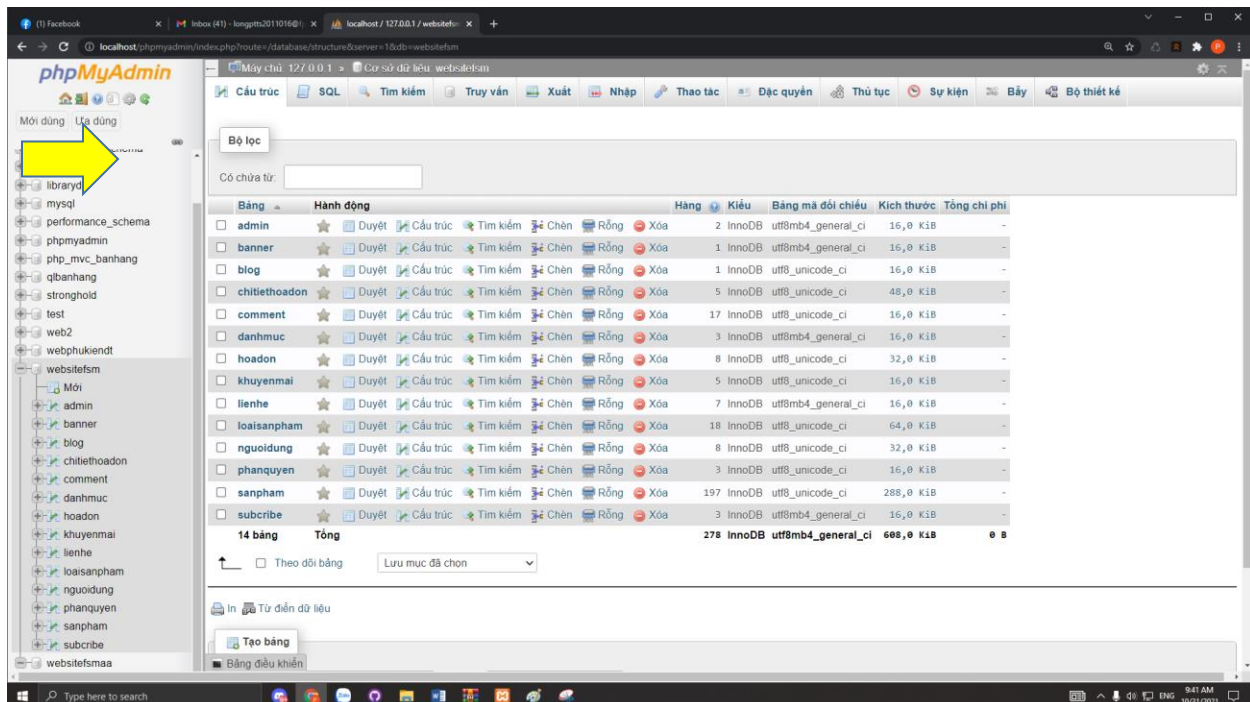 (1) Facebook
Inbox (41) - longptts2011016@
localhost / 127.0.0.1 / websitefsm
localhost/phpmyadmin/index.php?route=/database/structure&server=1&db=websitefsm
phpMyAdmin
Mới dùng Ưa dùng
libraryd
mysql
performance_schema
phpmyadmin
php_mvc_banhang
qlbanhang
stronghold
test
web2
webphukiendt
websitefsm
Mới
admin
banner
blog
chitiethoadon
comment
danhmuc
hoadon
khuyenmai
lienhe
loaisanpham
nguoidung
phanquyen
sanpham
subcribe
websitefsmaa
Máy chủ: 127.0.0.1 » Cơ sở dữ liệu: websitefsm
Cấu trúc SQL Tìm kiếm Truy vấn Xuất Nhập Thao tác Đặc quyền Thủ tục Sự kiện Bẫy Bộ thiết kế
Bộ lọc
Có chứa từ:
Bảng Hành động Hàng Kiểu Bảng mã đối chiếu Kích thước Tổng chi phí
admin Duyệt Cấu trúc Tìm kiếm Chèn Rỗng Xóa 2 InnoDB utf8mb4_general_ci 16,0 KiB -
banner Duyệt Cấu trúc Tìm kiếm Chèn Rỗng Xóa 1 InnoDB utf8mb4_general_ci 16,0 KiB -
blog Duyệt Cấu trúc Tìm kiếm Chèn Rỗng Xóa 1 InnoDB utf8_unicode_ci 16,0 KiB -
chitiethoadon Duyệt Cấu trúc Tìm kiếm Chèn Rỗng Xóa 5 InnoDB utf8_unicode_ci 48,0 KiB -
comment Duyệt Cấu trúc Tìm kiếm Chèn Rỗng Xóa 17 InnoDB utf8mb4_general_ci 16,0 KiB -
danhmuc Duyệt Cấu trúc Tìm kiếm Chèn Rỗng Xóa 3 InnoDB utf8mb4_general_ci 16,0 KiB -
hoadon Duyệt Cấu trúc Tìm kiếm Chèn Rỗng Xóa 8 InnoDB utf8_unicode_ci 32,0 KiB -
khuyenmai Duyệt Cấu trúc Tìm kiếm Chèn Rỗng Xóa 5 InnoDB utf8_unicode_ci 16,0 KiB -
lienhe Duyệt Cấu trúc Tìm kiếm Chèn Rỗng Xóa 7 InnoDB utf8mb4_general_ci 16,0 KiB -
loaisanpham Duyệt Cấu trúc Tìm kiếm Chèn Rỗng Xóa 18 InnoDB utf8_unicode_ci 64,0 KiB -
nguoidung Duyệt Cấu trúc Tìm kiếm Chèn Rỗng Xóa 8 InnoDB utf8_unicode_ci 32,0 KiB -
phanquyen Duyệt Cấu trúc Tìm kiếm Chèn Rỗng Xóa 3 InnoDB utf8_unicode_ci 16,0 KiB -
sanpham Duyệt Cấu trúc Tìm kiếm Chèn Rỗng Xóa 197 InnoDB utf8_unicode_ci 288,0 KiB -
subcribe Duyệt Cấu trúc Tìm kiếm Chèn Rỗng Xóa 3 InnoDB utf8mb4_general_ci 16,0 KiB -
14 bảng Tổng 278 InnoDB utf8mb4_general_ci 608,0 KiB 0 B
Theo dõi bảng Lưu mục đã chọn
In Từ điển dữ liệu
Tạo bảng
Bảng điều khiển
Type here to search
ENG
9:41 AM
10/21/2021